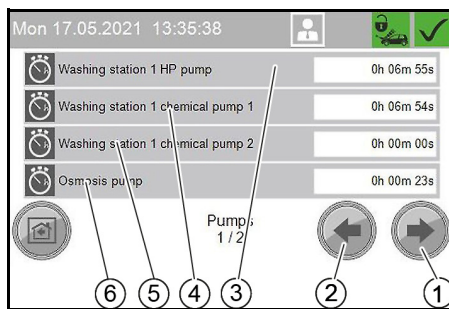 Mon 17.05.2021 13:35:38
Washing station 1 HP pump 0h 06m 55s
Washing station 1 chemical pump 1 0h 06m 54s
Washing station 1 chemical pump 2 0h 00m 00s
Osmosis pump 0h 00m 23s
Pumps
1 / 2
6 5 4 3 2 1